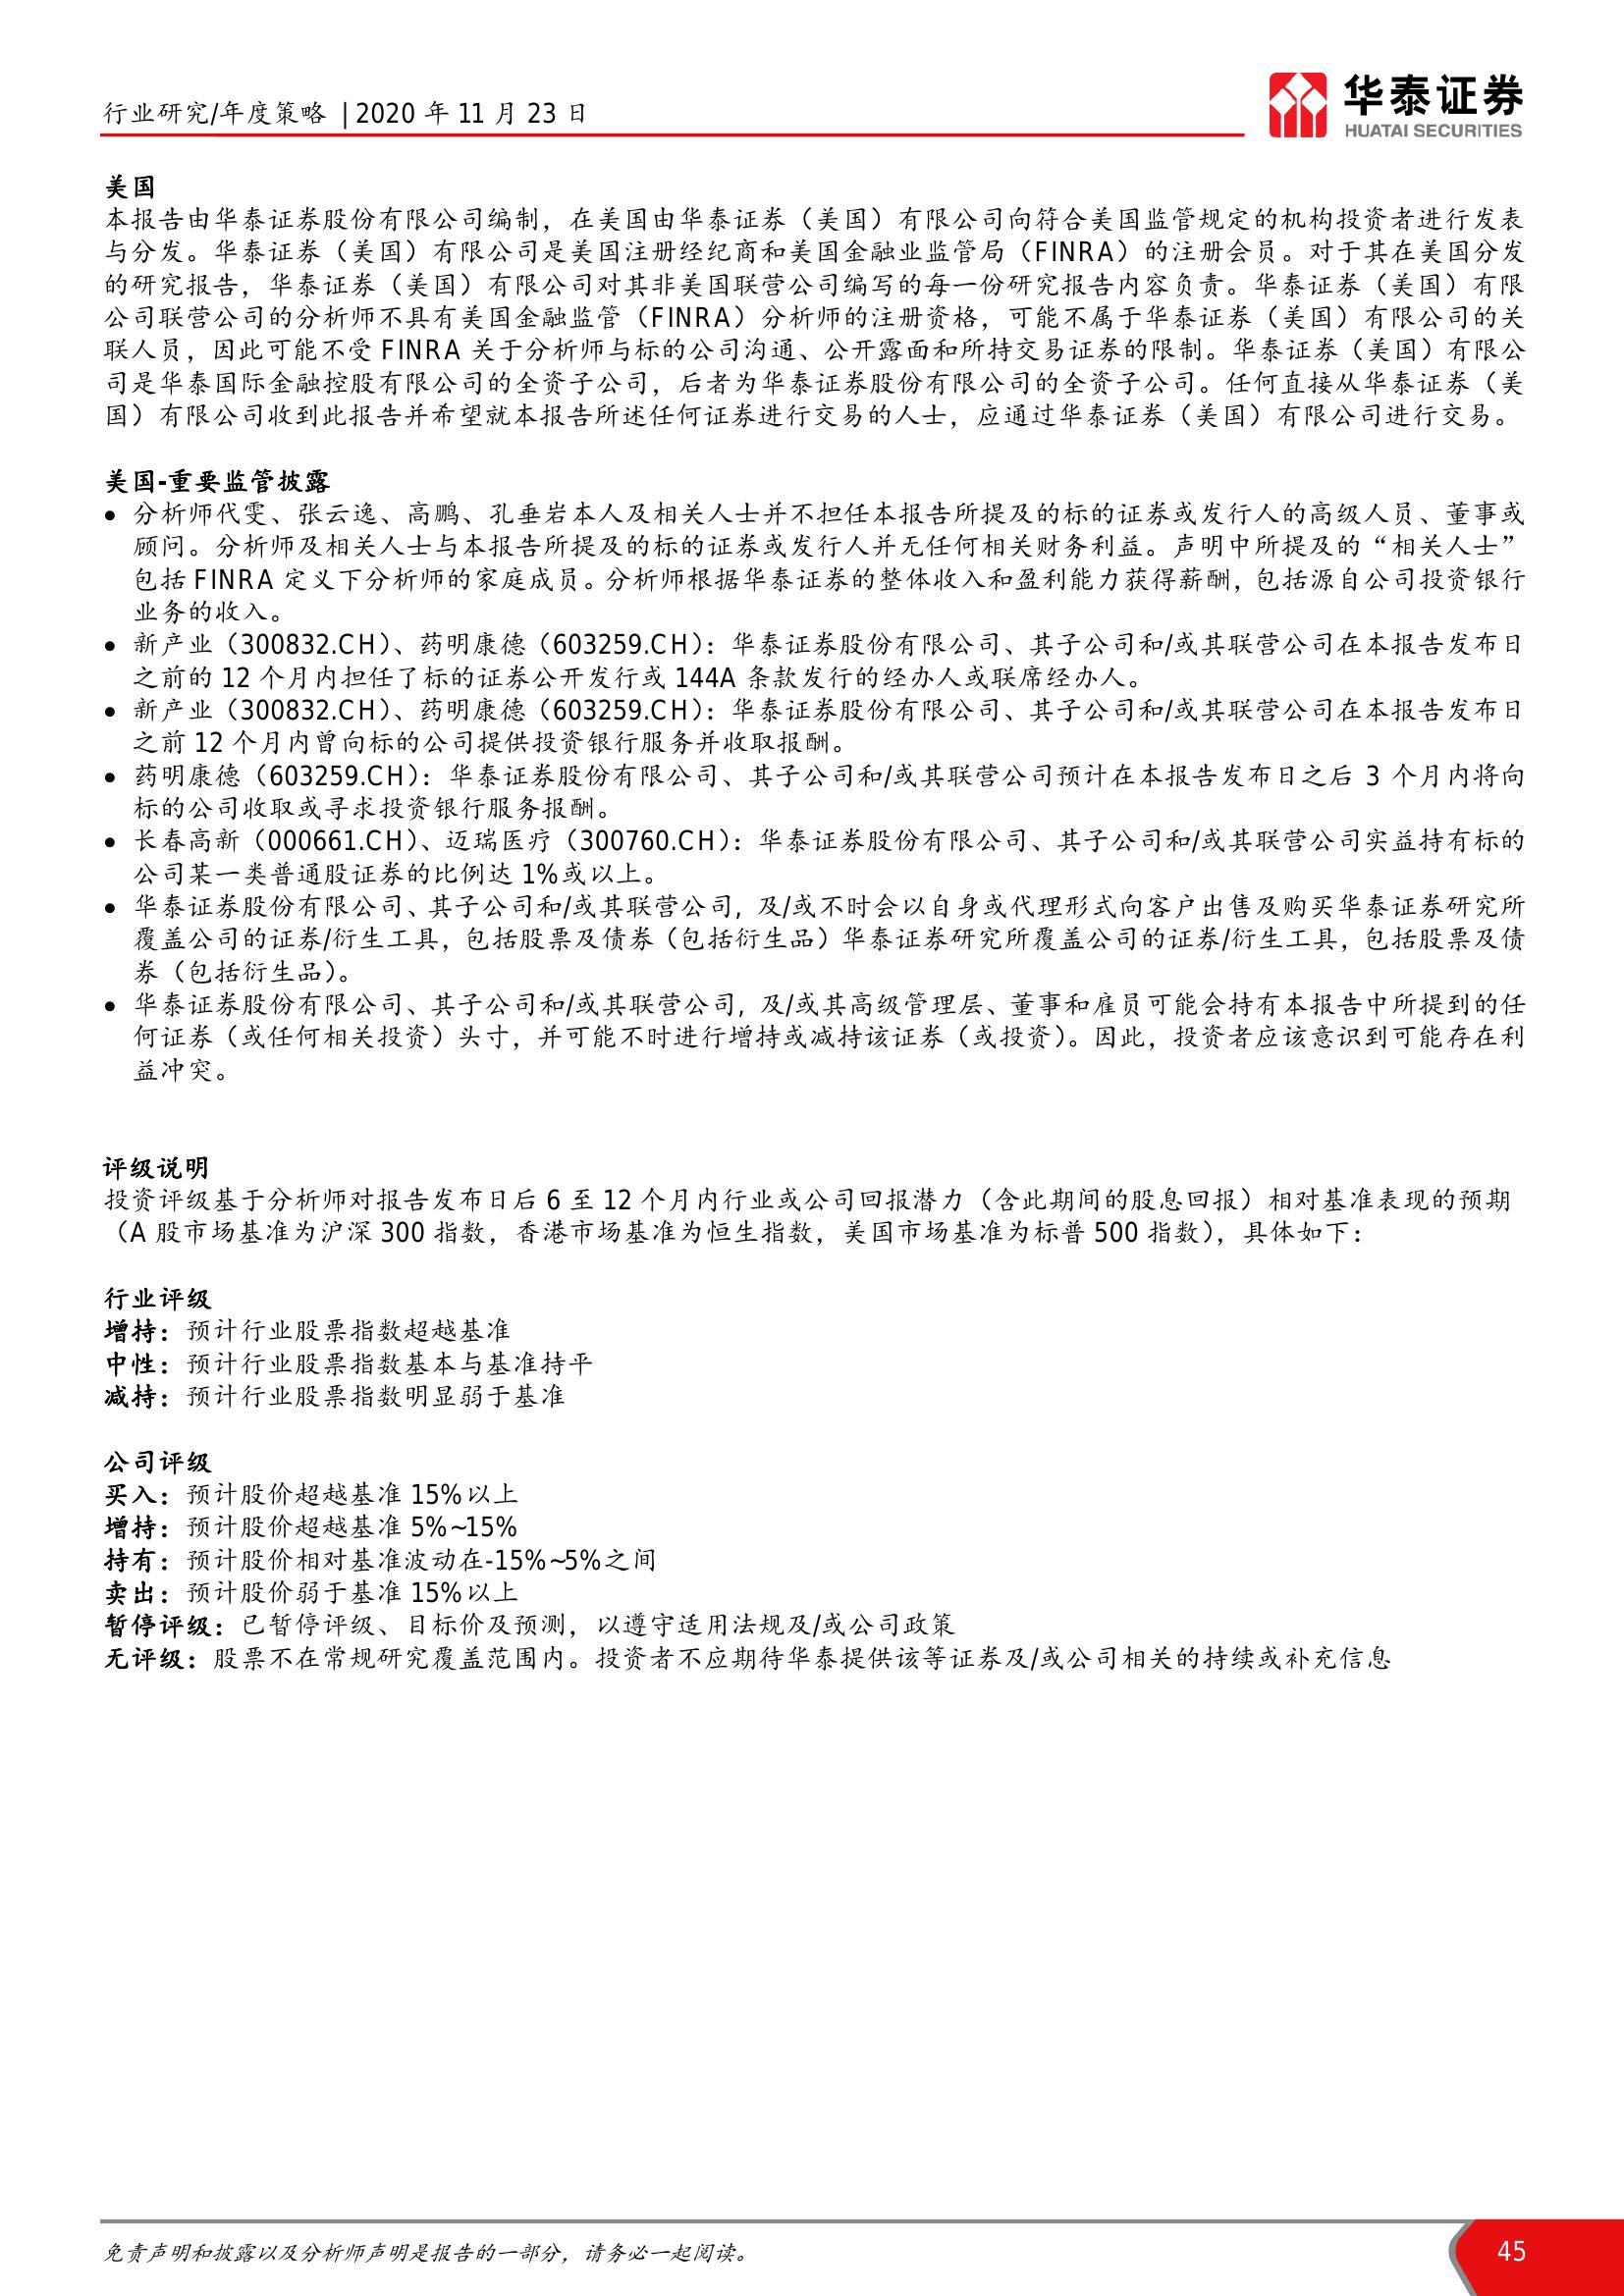 行业研究/年度策略 | 2020 年 11 月 23 日
华泰证券
HUATAI SECURITIES
美国
本报告由华泰证券股份有限公司编制，在美国由华泰证券（美国）有限公司向符合美国监管规定的机构投资者进行发表
与分发。华泰证券（美国）有限公司是美国注册经纪商和美国金融业监管局（FINRA）的注册会员。对于其在美国分发
的研究报告，华泰证券（美国）有限公司对其非美国联营公司编写的每一份研究报告内容负责。华泰证券（美国）有限
公司联营公司的分析师不具有美国金融监管（FINRA）分析师的注册资格，可能不属于华泰证券（美国）有限公司的关
联人员，因此可能不受 FINRA 关于分析师与标的公司沟通、公开露面和所持交易证券的限制。华泰证券（美国）有限公
司是华泰国际金融控股有限公司的全资子公司，后者为华泰证券股份有限公司的全资子公司。任何直接从华泰证券（美
国）有限公司收到此报告并希望就本报告所述任何证券进行交易的人士，应通过华泰证券（美国）有限公司进行交易。
美国-重要监管披露
● 分析师代雯、张云逸、高鹏、孔垂岩本人及相关人士并不担任本报告所提及的标的证券或发行人的高级人员、董事或
顾问。分析师及相关人士与本报告所提及的标的证券或发行人并无任何相关财务利益。声明中所提及的“相关人士”
包括 FINRA 定义下分析师的家庭成员。分析师根据华泰证券的整体收入和盈利能力获得薪酬，包括源自公司投资银行
业务的收入。
● 新产业（300832.CH）、药明康德（603259.CH）：华泰证券股份有限公司、其子公司和/或其联营公司在本报告发布日
之前的 12 个月内担任了标的证券公开发行或 144A 条款发行的经办人或联席经办人。
● 新产业（300832.CH）、药明康德（603259.CH）：华泰证券股份有限公司、其子公司和/或其联营公司在本报告发布日
之前 12 个月内曾向标的公司提供投资银行服务并收取报酬。
● 药明康德（603259.CH）：华泰证券股份有限公司、其子公司和/或其联营公司预计在本报告发布日之后 3 个月内将向
标的公司收取或寻求投资银行服务报酬。
● 长春高新（000661.CH）、迈瑞医疗（300760.CH）：华泰证券股份有限公司、其子公司和/或其联营公司实益持有标的
公司某一类普通股证券的比例达 1%或以上。
● 华泰证券股份有限公司、其子公司和/或其联营公司，及/或不时会以自身或代理形式向客户出售及购买华泰证券研究所
覆盖公司的证券/衍生工具，包括股票及债券（包括衍生品）华泰证券研究所覆盖公司的证券/衍生工具，包括股票及债
券（包括衍生品）。
● 华泰证券股份有限公司、其子公司和/或其联营公司，及/或其高级管理层、董事和雇员可能会持有本报告中所提到的任
何证券（或任何相关投资）头寸，并可能不时进行增持或减持该证券（或投资）。因此，投资者应该意识到可能存在利
益冲突。
评级说明
投资评级基于分析师对报告发布日后 6 至 12 个月内行业或公司回报潜力（含此期间的股息回报）相对基准表现的预期
（A 股市场基准为沪深 300 指数，香港市场基准为恒生指数，美国市场基准为标普 500 指数），具体如下：
行业评级
增持：预计行业股票指数超越基准
中性：预计行业股票指数基本与基准持平
减持：预计行业股票指数明显弱于基准
公司评级
买入：预计股价超越基准 15%以上
增持：预计股价超越基准 5%~15%
持有：预计股价相对基准波动在-15%~5%之间
卖出：预计股价弱于基准 15%以上
暂停评级：已暂停评级、目标价及预测，以遵守适用法规及/或公司政策
无评级：股票不在常规研究覆盖范围内。投资者不应期待华泰提供该等证券及/或公司相关的持续或补充信息
免责声明和披露以及分析师声明是报告的一部分，请务必一起阅读。
45